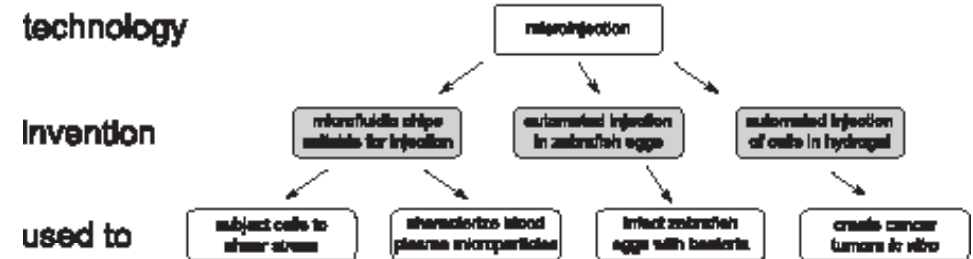 technology
microinjection
invention
microfluidic chips
suitable for injection
automated injection
in zebrafish eggs
automated injection
of cells in hydrogel
used to
subject cells to
shear stress
characterize blood
plasma microparticles
infect zebrafish
eggs with bacteria
create cancer
tumors in vitro